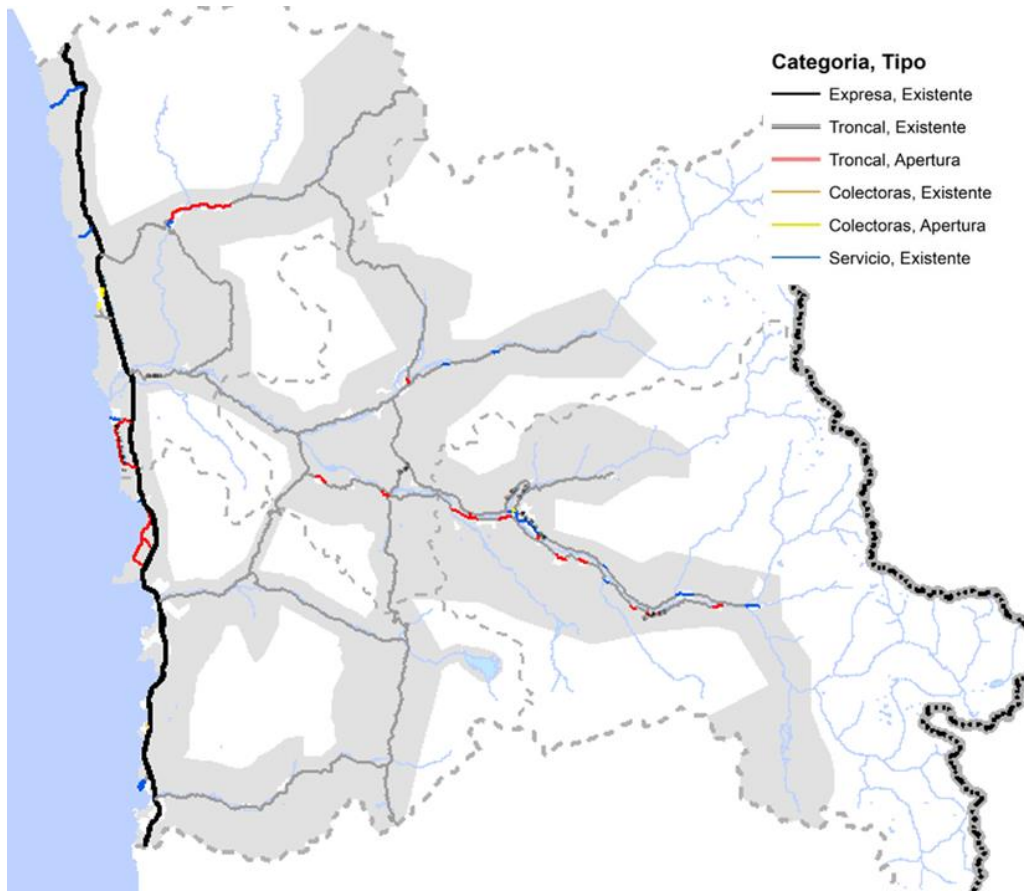 Categoria, Tipo
Expresa, Existente
Troncal, Existente
Troncal, Apertura
Colectoras, Existente
Colectoras, Apertura
Servicio, Existente